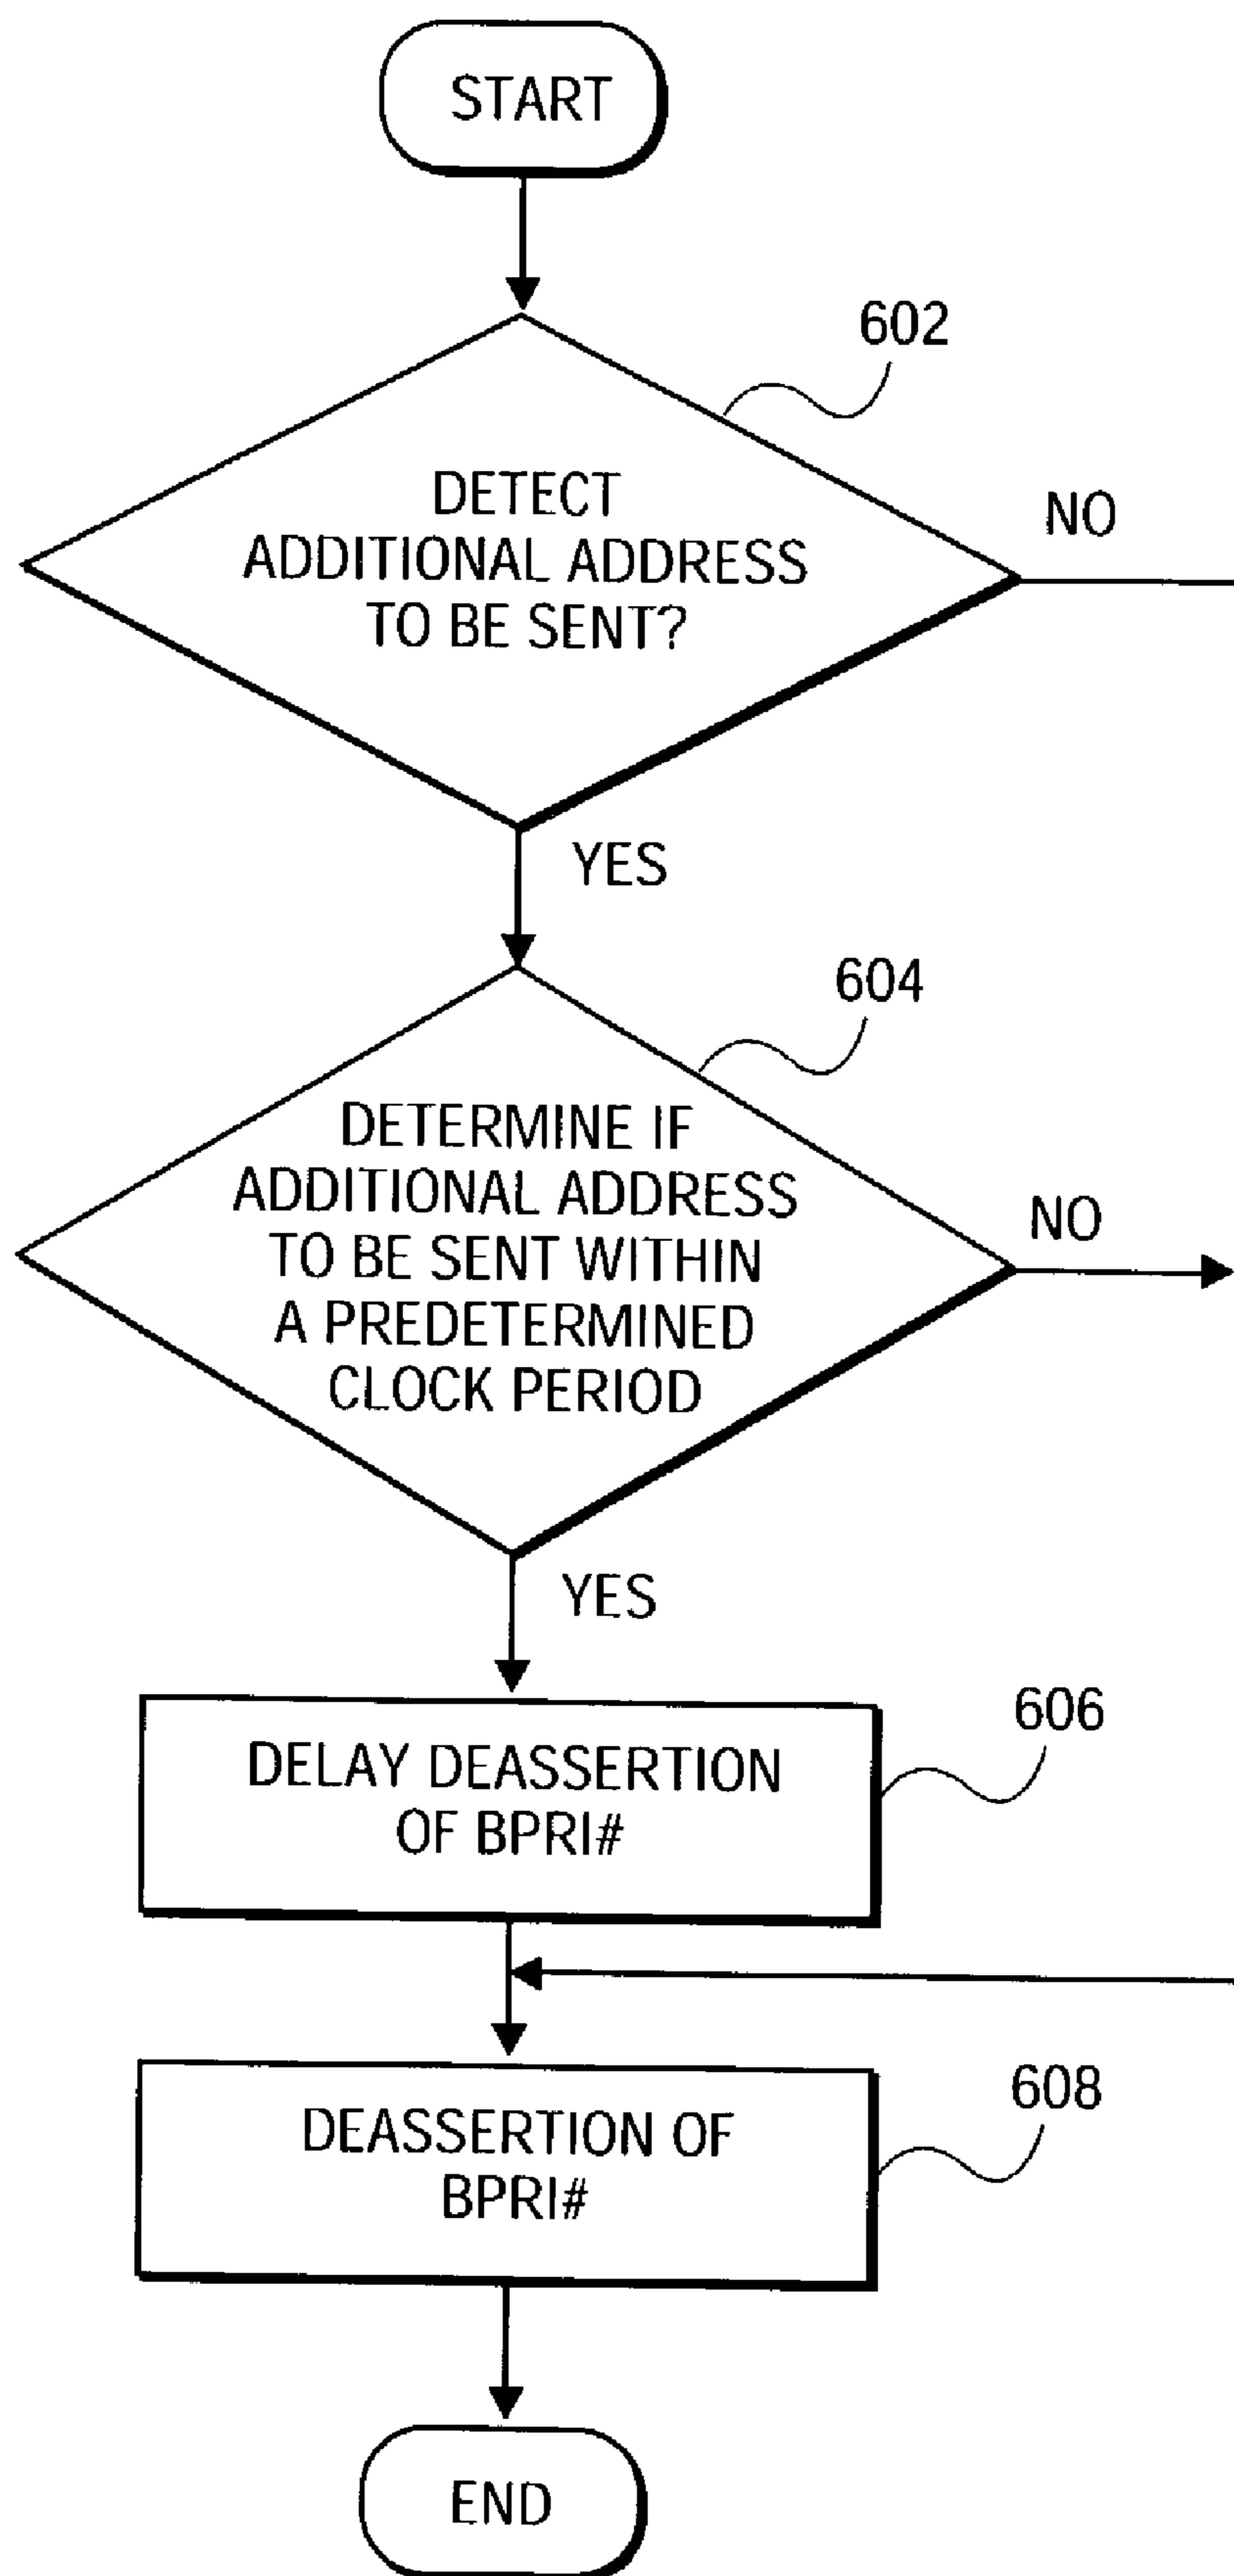 START
602
DETECT
ADDITIONAL ADDRESS
TO BE SENT?
NO
YES
604
DETERMINE IF
ADDITIONAL ADDRESS
TO BE SENT WITHIN
A PREDETERMINED
CLOCK PERIOD
NO
YES
606
DELAY DEASSERTION
OF BPRI#
608
DEASSERTION OF
BPRI#
END